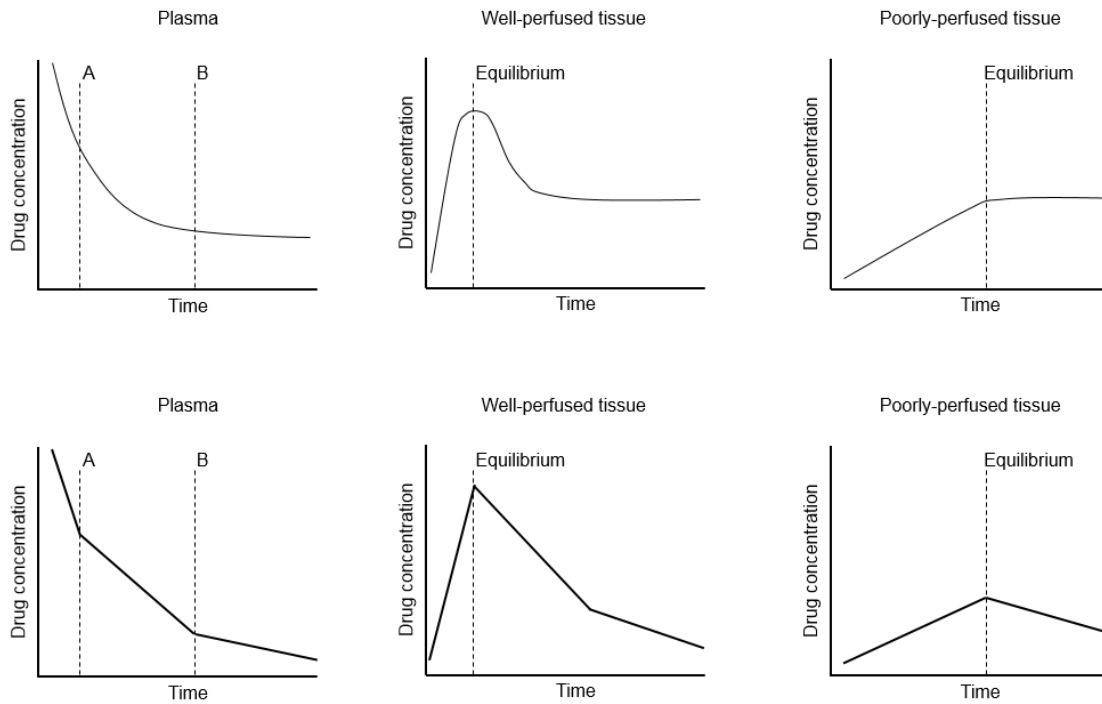 Plasma
Well-perfused tissue
Poorly-perfused tissue
A
B
Equilibrium
Equilibrium
Drug concentration
Drug concentration
Drug concentration
Time
Time
Time
Plasma
Well-perfused tissue
Poorly-perfused tissue
A
B
Equilibrium
Equilibrium
Drug concentration
Drug concentration
Drug concentration
Time
Time
Time